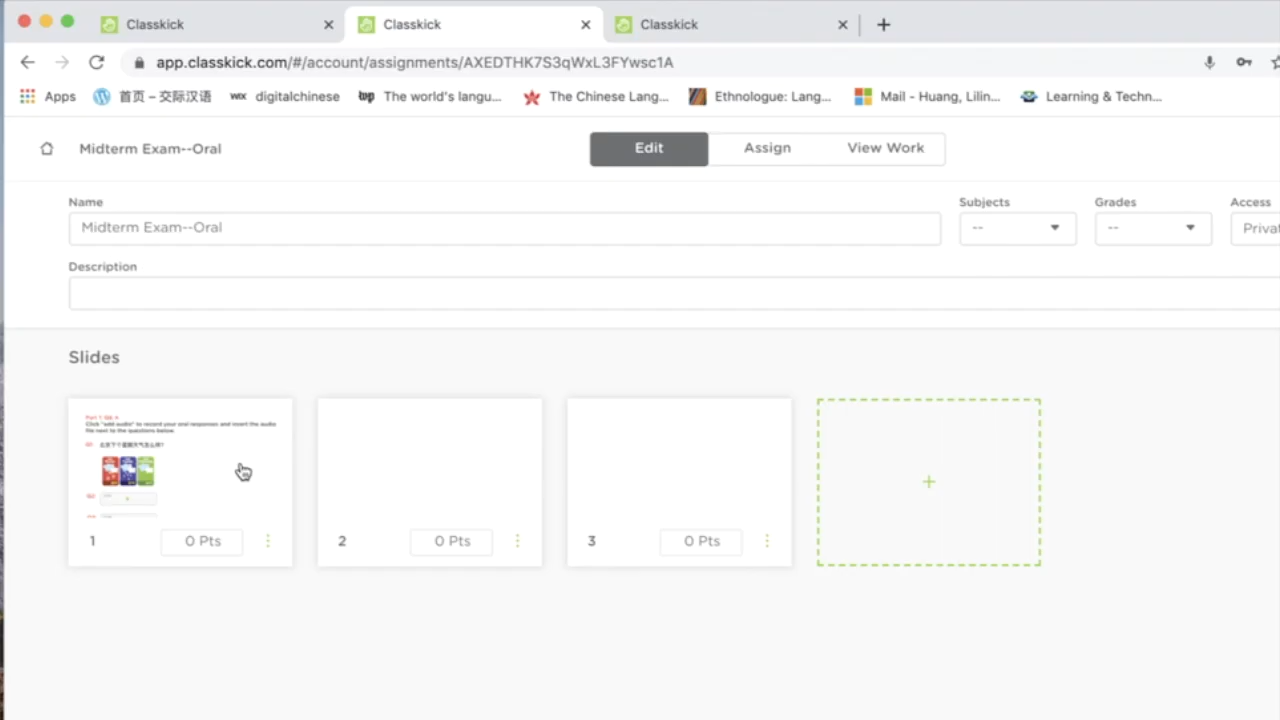 Classkick
Classkick
Classkick
app.classkick.com/#/account/assignments/AXEDTHK7S3qWxL3FYwsc1A
Apps 首页 – 交际汉语 WIX digitalchinese The world's langu... The Chinese Lang... Ethnologue: Lang... Mail - Huang, Lilin... Learning & Techn...
Midterm Exam--Oral Edit Assign View Work
Name Subjects Grades Access
Midterm Exam--Oral -- -- Privat
Description
Slides
Click "add audio" to record your oral responses and insert the audio
file next to the questions below.
1 0 Pts 2 0 Pts 3 0 Pts